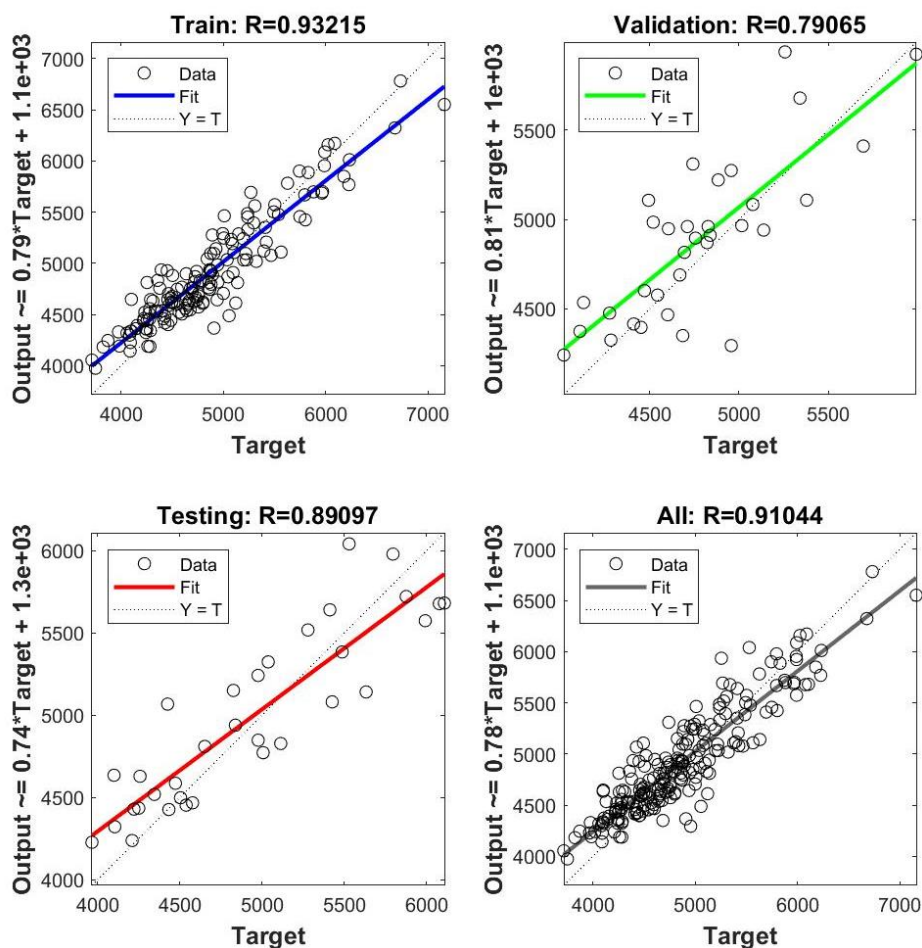 Train: R=0.93215
Output ~= 0.79*Target + 1.1e+03
7000
6500
6000
5500
5000
4500
4000
Data
Fit
Y = T
4000 5000 6000 7000
Target
Validation: R=0.79065
Output ~= 0.81*Target + 1e+03
5500
5000
4500
Data
Fit
Y = T
4500 5000 5500
Target
Testing: R=0.89097
Output ~= 0.74*Target + 1.3e+03
6000
5500
5000
4500
4000
Data
Fit
Y = T
4000 4500 5000 5500 6000
Target
All: R=0.91044
Output ~= 0.78*Target + 1.1e+03
7000
6500
6000
5500
5000
4500
4000
Data
Fit
Y = T
4000 5000 6000 7000
Target